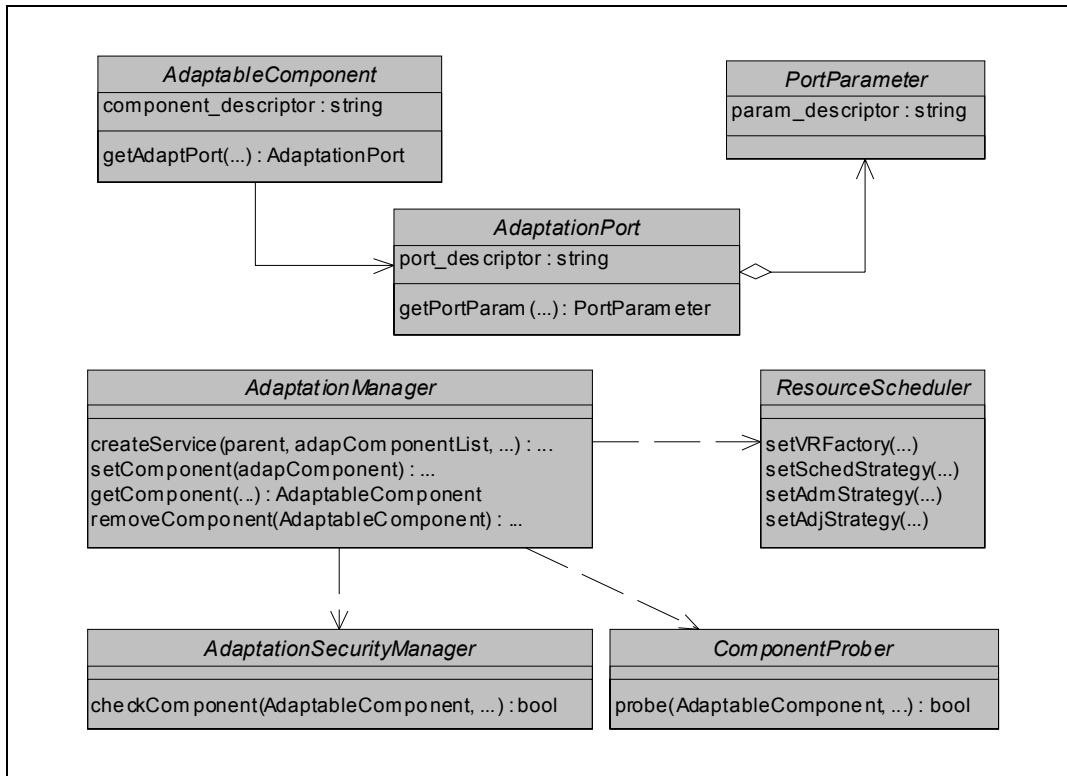 AdaptableComponent
component_descriptor : string
getAdaptPort(...) : AdaptationPort
PortParameter
param_descriptor : string
AdaptationPort
port_descriptor : string
getPortParam (...) : PortParameter
AdaptationManager
createService(parent, adapComponentList, ...) : ...
setComponent(adapComponent) : ...
getComponent(...) : AdaptableComponent
removeComponent(AdaptableComponent) : ...
ResourceScheduler
setVRFactory(...)
setSchedStrategy(...)
setAdmStrategy(...)
setAdjStrategy(...)
AdaptationSecurityManager
checkComponent(AdaptableComponent, ...) : bool
ComponentProber
probe(AdaptableComponent, ...) : bool